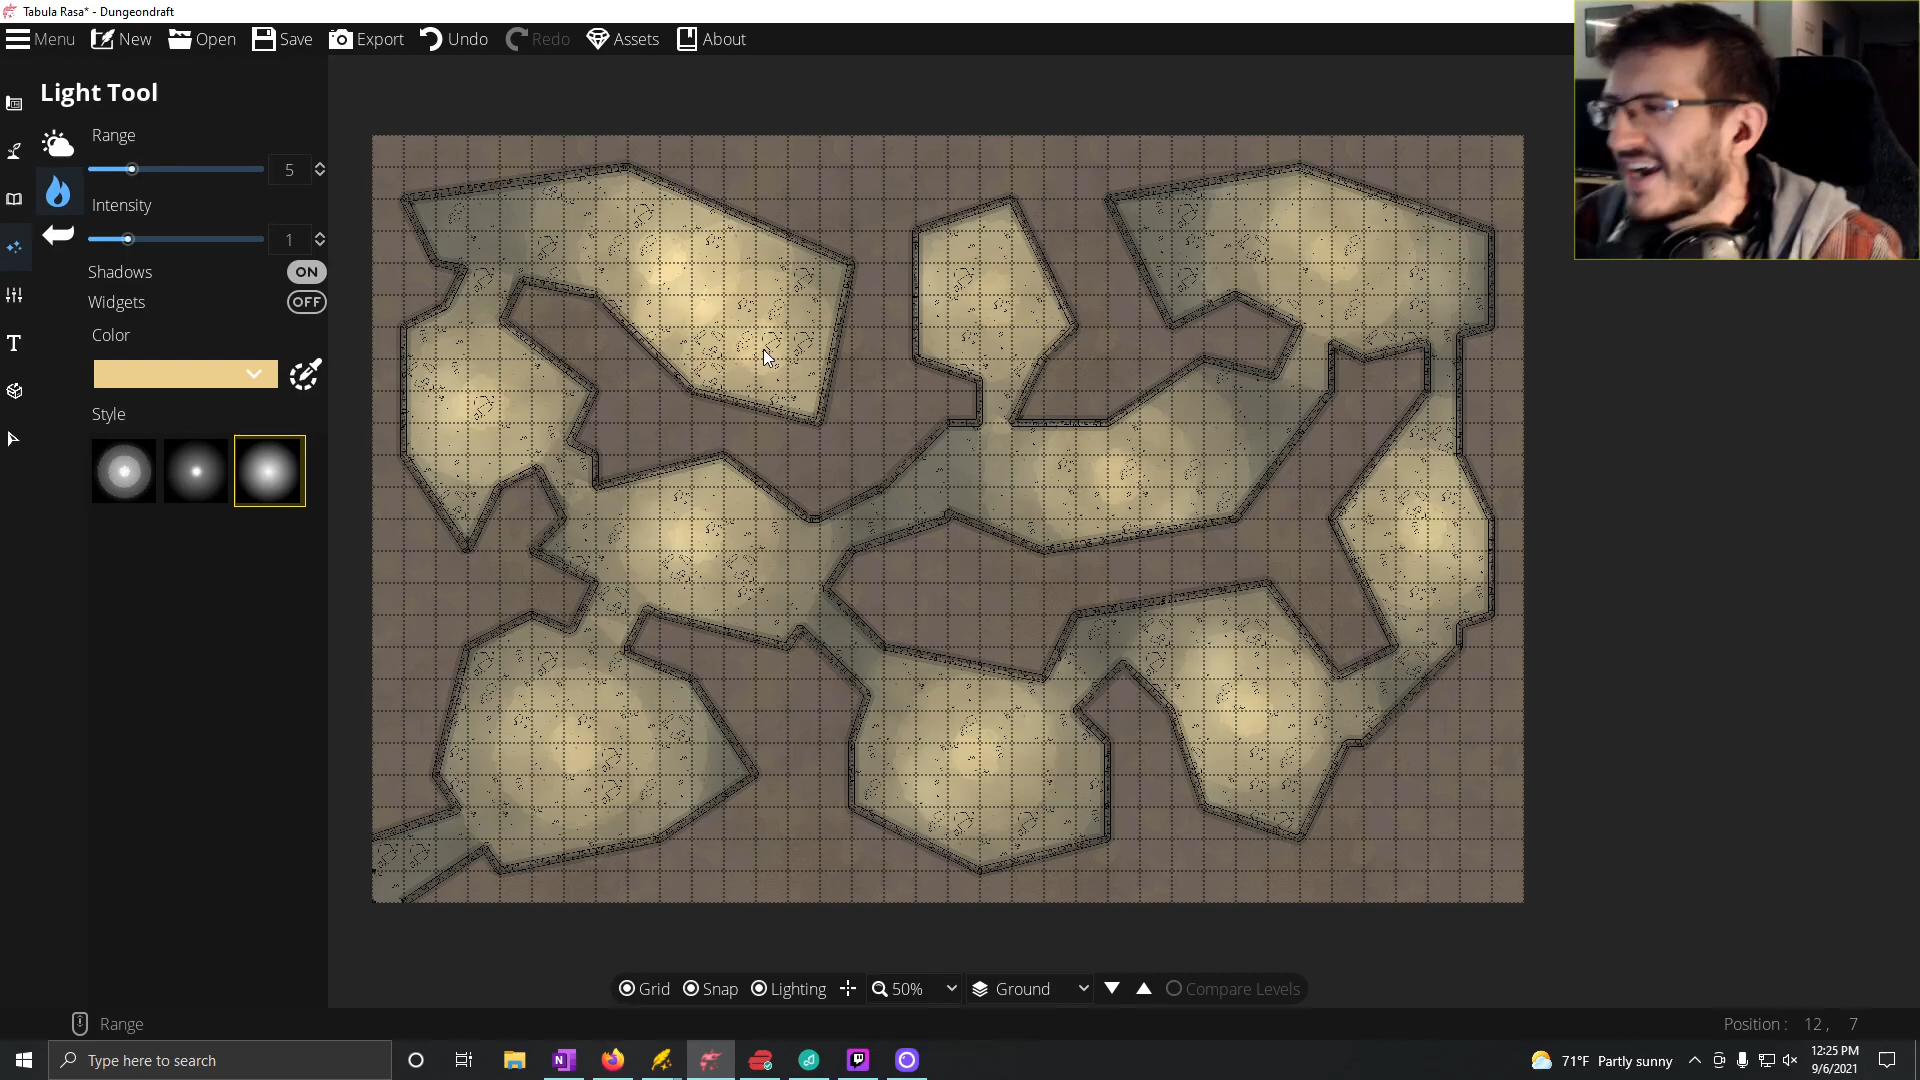 Tabula Rasa* - Dungeondraft
Menu New Open Save Export Undo Redo Assets About
Light Tool
Range
5
Intensity
1
Shadows ON
Widgets OFF
Color
Style
Grid Snap Lighting 50% Ground Compare Levels
Range
Position : 12 , 7
Type here to search
N
71°F Partly sunny
12:25 PM
9/6/2021